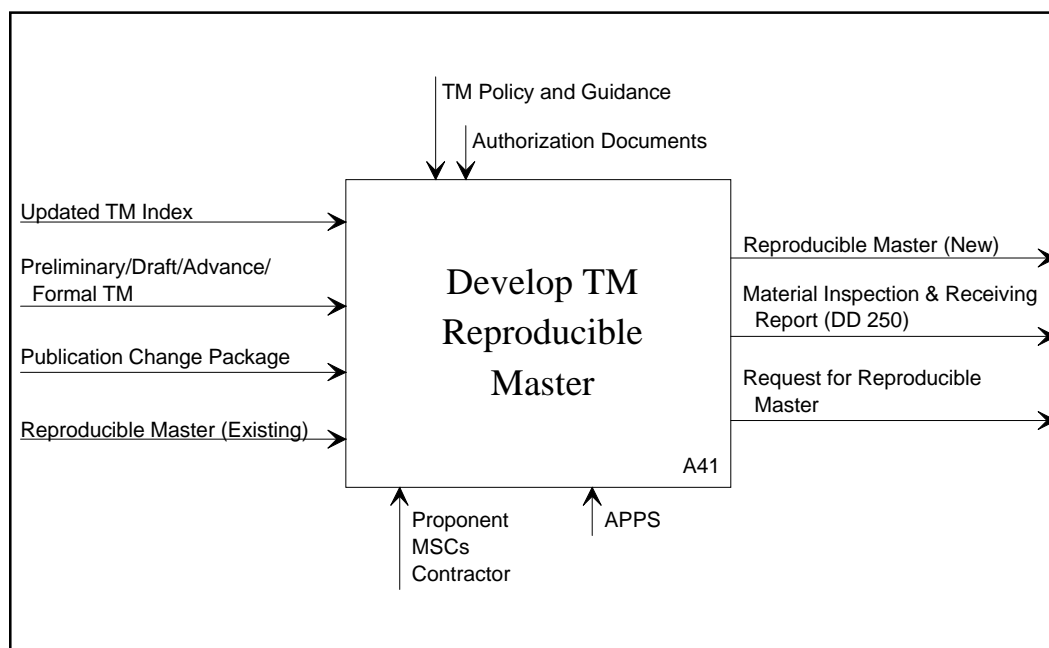 TM Policy and Guidance
Authorization Documents
Updated TM Index
Preliminary/Draft/Advance/
Formal TM
Publication Change Package
Reproducible Master (Existing)
Develop TM
Reproducible
Master
A41
Reproducible Master (New)
Material Inspection & Receiving
Report (DD 250)
Request for Reproducible
Master
Proponent
MSCs
Contractor
APPS